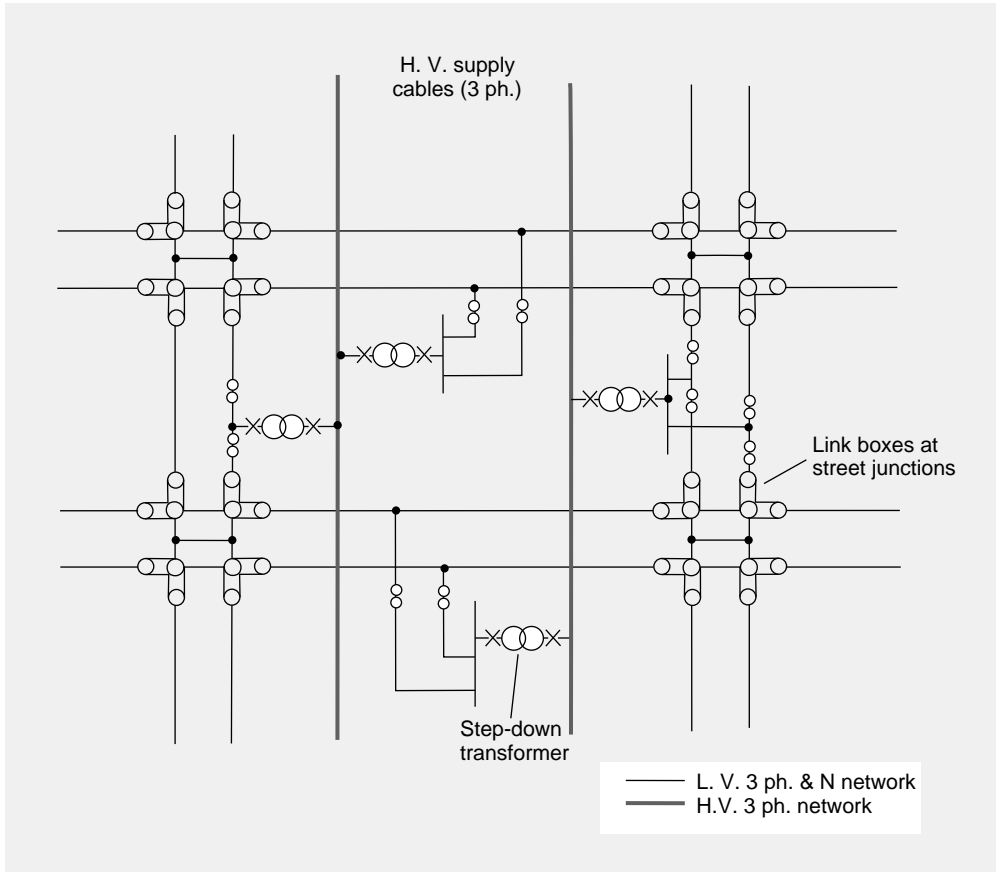 H. V. supply
cables (3 ph.)
Link boxes at
street junctions
Step-down
transformer
L. V. 3 ph. & N network
H.V. 3 ph. network